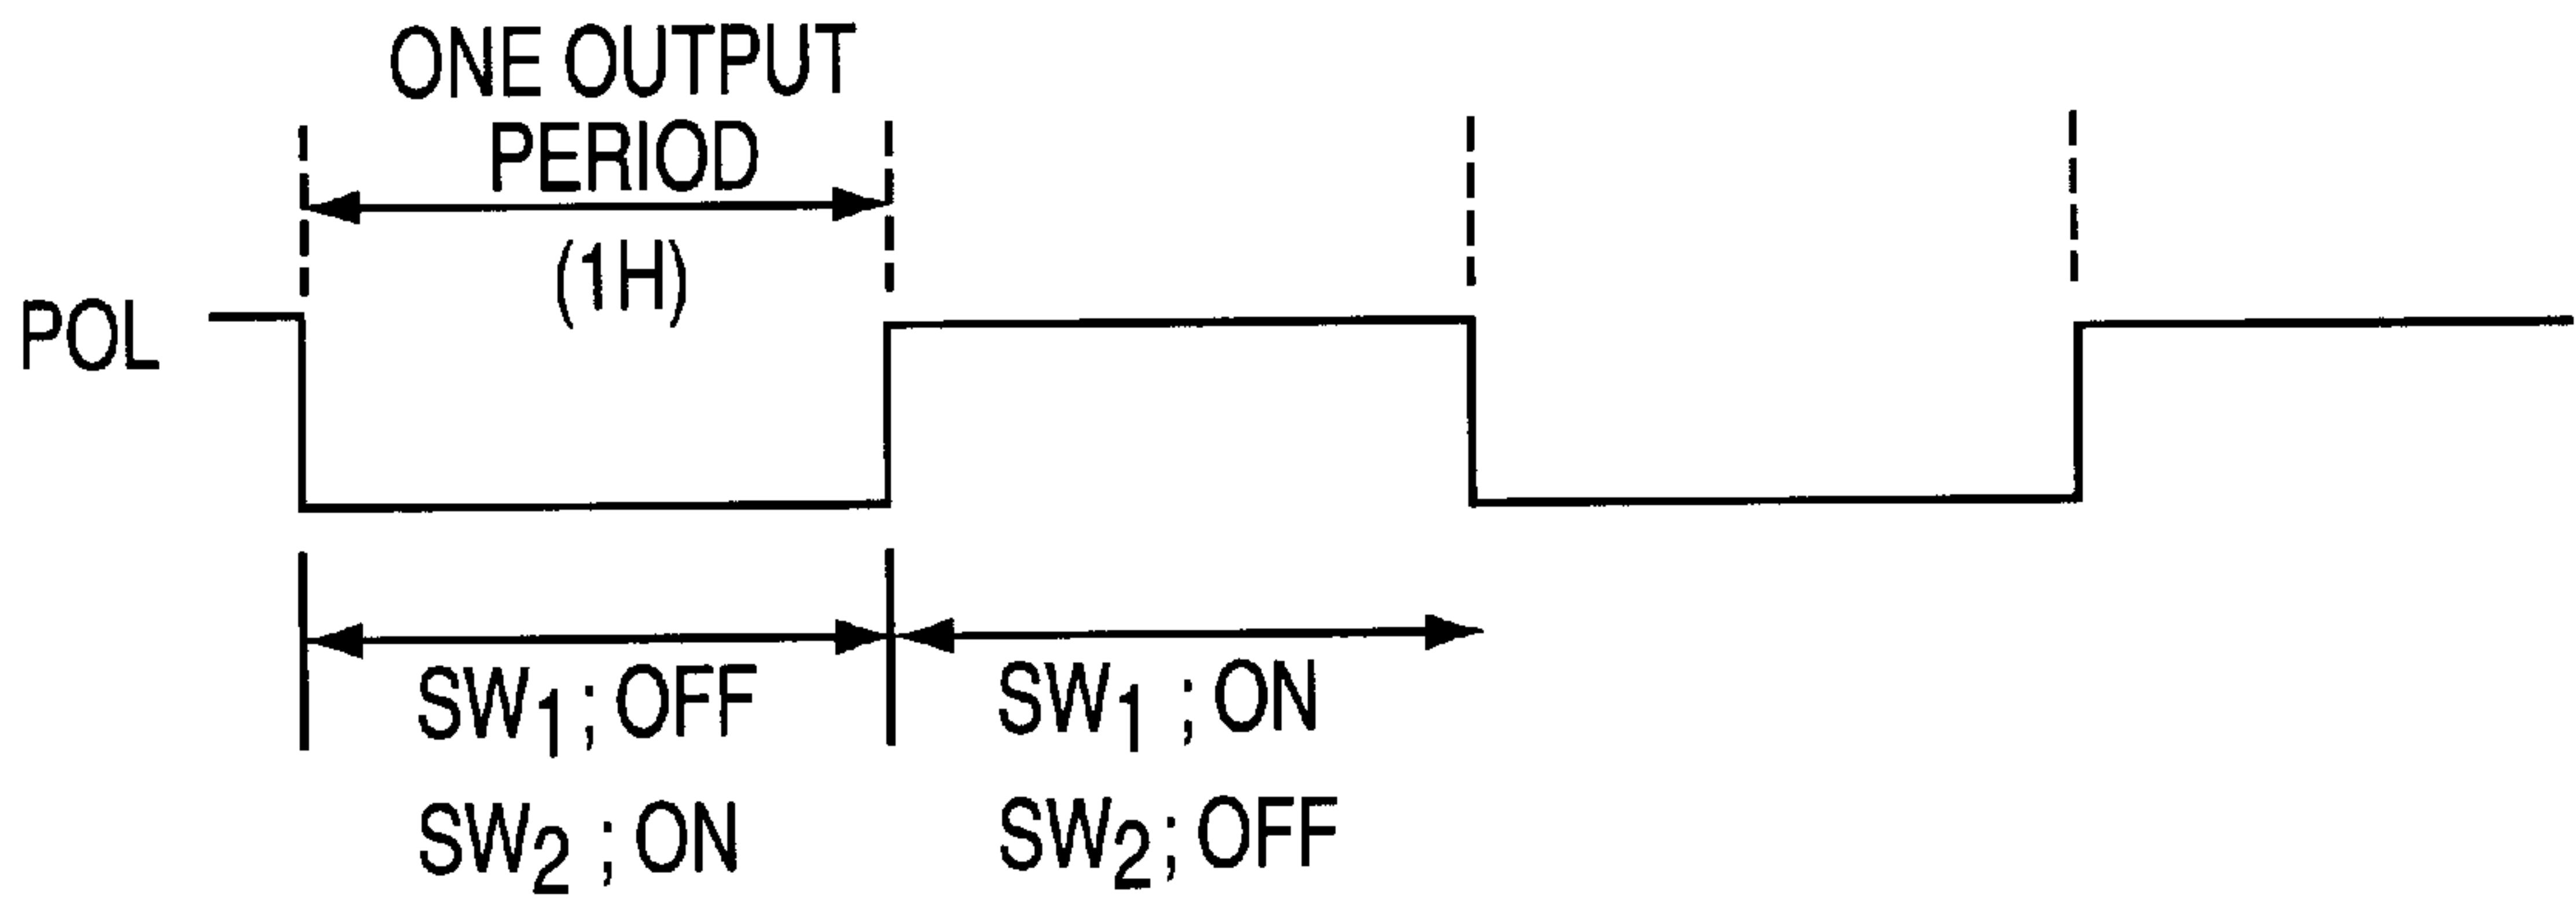 ONE OUTPUT
PERIOD
(1H)
POL
SW1 ; OFF
SW2 ; ON
SW1 ; ON
SW2 ; OFF